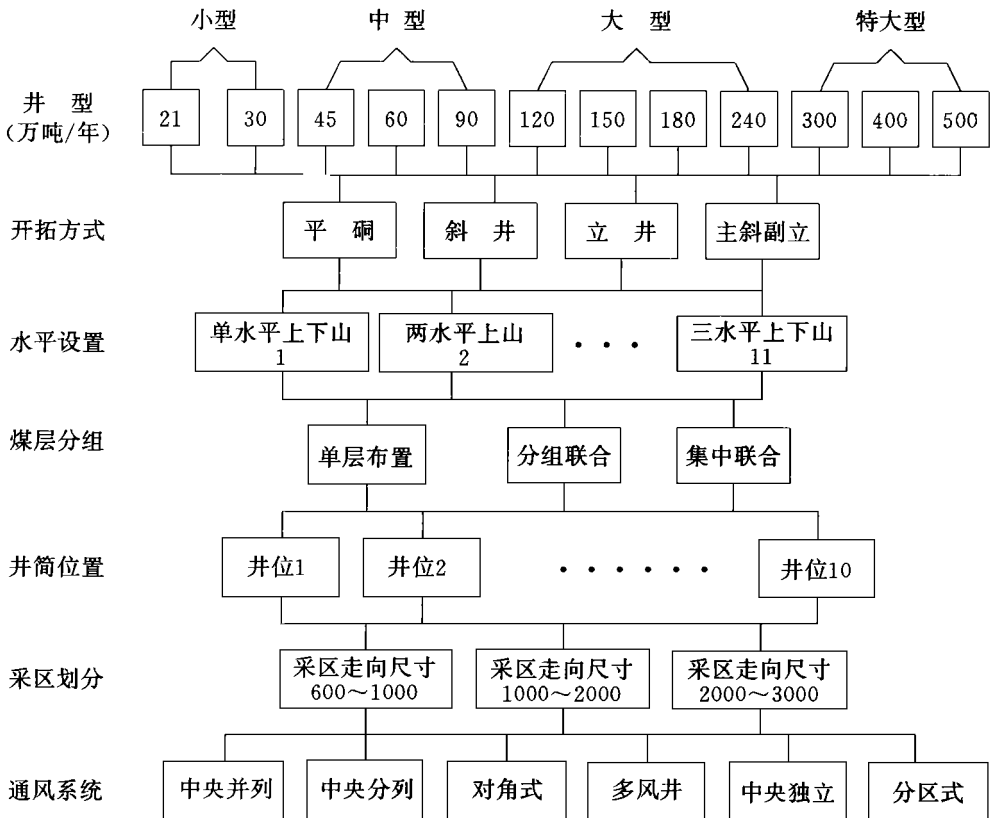 小型 中 型 大 型 特大型
井 型
(万吨/年)
21 30 45 60 90 120 150 180 240 300 400 500
开拓方式 平 硐 斜 井 立 井 主斜副立
水平设置
单水平上下山
1
两水平上山
2
· · ·
三水平上下山
11
煤层分组 单层布置 分组联合 集中联合
井简位置 井位1 井位2 · · · · · · 井位10
采区划分
采区走向尺寸
600～1000
采区走向尺寸
1000～2000
采区走向尺寸
2000～3000
通风系统 中央并列 中央分列 对角式 多风井 中央独立 分区式